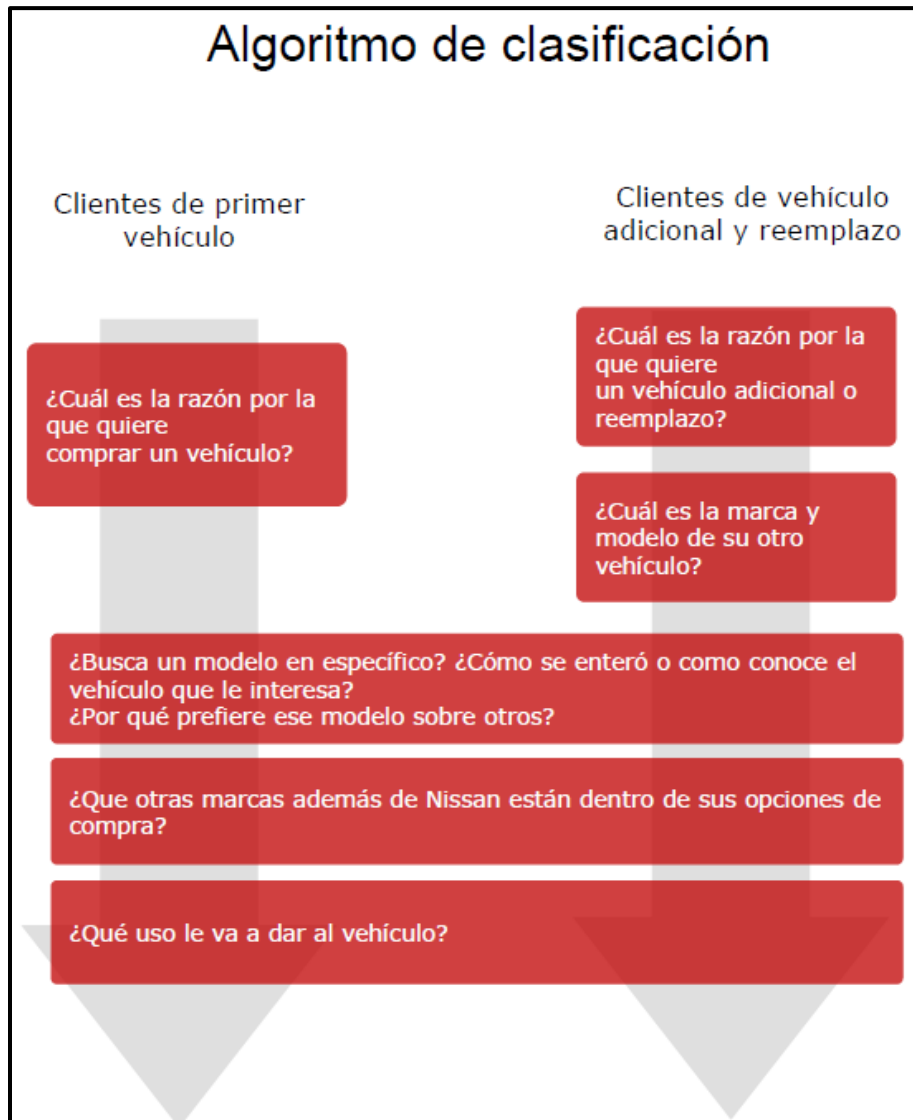 Algoritmo de clasificación
Clientes de primer
vehículo
Clientes de vehículo
adicional y reemplazo
¿Cuál es la razón por la
que quiere
comprar un vehículo?
¿Cuál es la razón por la
que quiere
un vehículo adicional o
reemplazo?
¿Cuál es la marca y
modelo de su otro
vehículo?
¿Busca un modelo en específico? ¿Cómo se enteró o como conoce el
vehículo que le interesa?
¿Por qué prefiere ese modelo sobre otros?
¿Que otras marcas además de Nissan están dentro de sus opciones de
compra?
¿Qué uso le va a dar al vehículo?